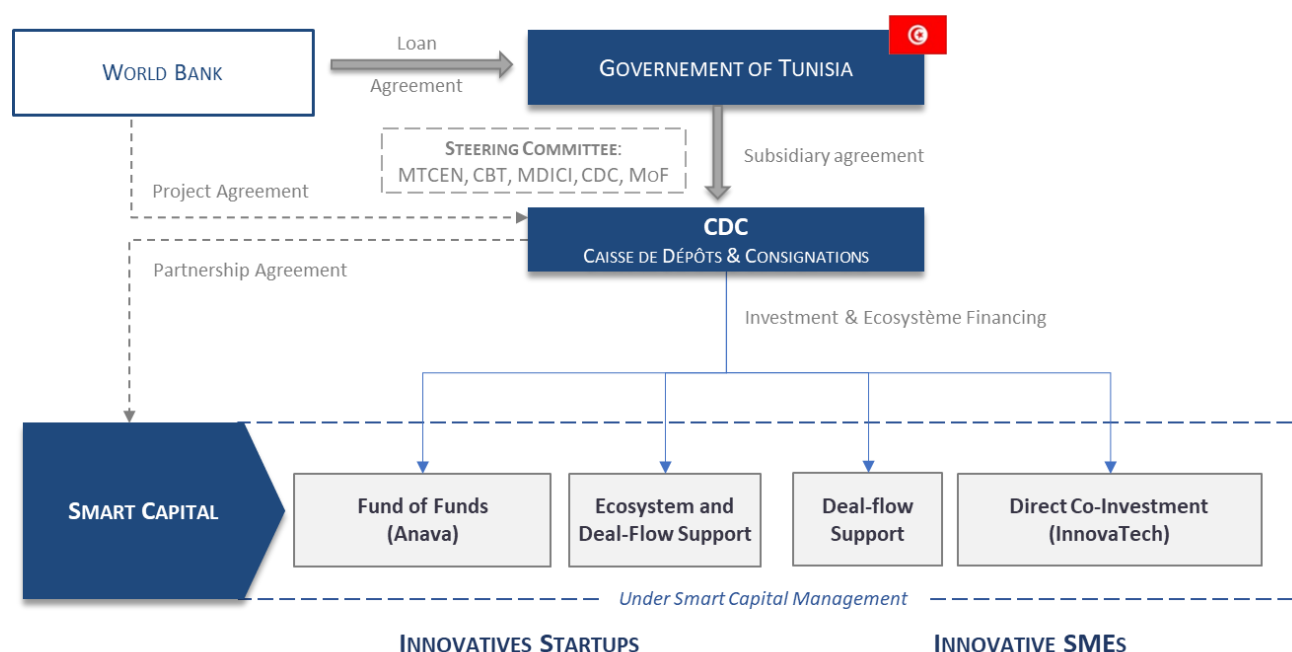 WORLD BANK
Loan
Agreement
GOVERNEMENT OF TUNISIA
STEERING COMMITTEE:
MTCEN, CBT, MDICI, CDC, MOF
Subsidiary agreement
Project Agreement
CDC
CAISSE DE DÉPÔTS & CONSIGNATIONS
Partnership Agreement
Investment & Ecosystème Financing
SMART CAPITAL
Fund of Funds
(Anava)
Ecosystem and
Deal-Flow Support
Deal-flow
Support
Direct Co-Investment
(InnovaTech)
Under Smart Capital Management
INNOVATIVES STARTUPS
INNOVATIVE SMES